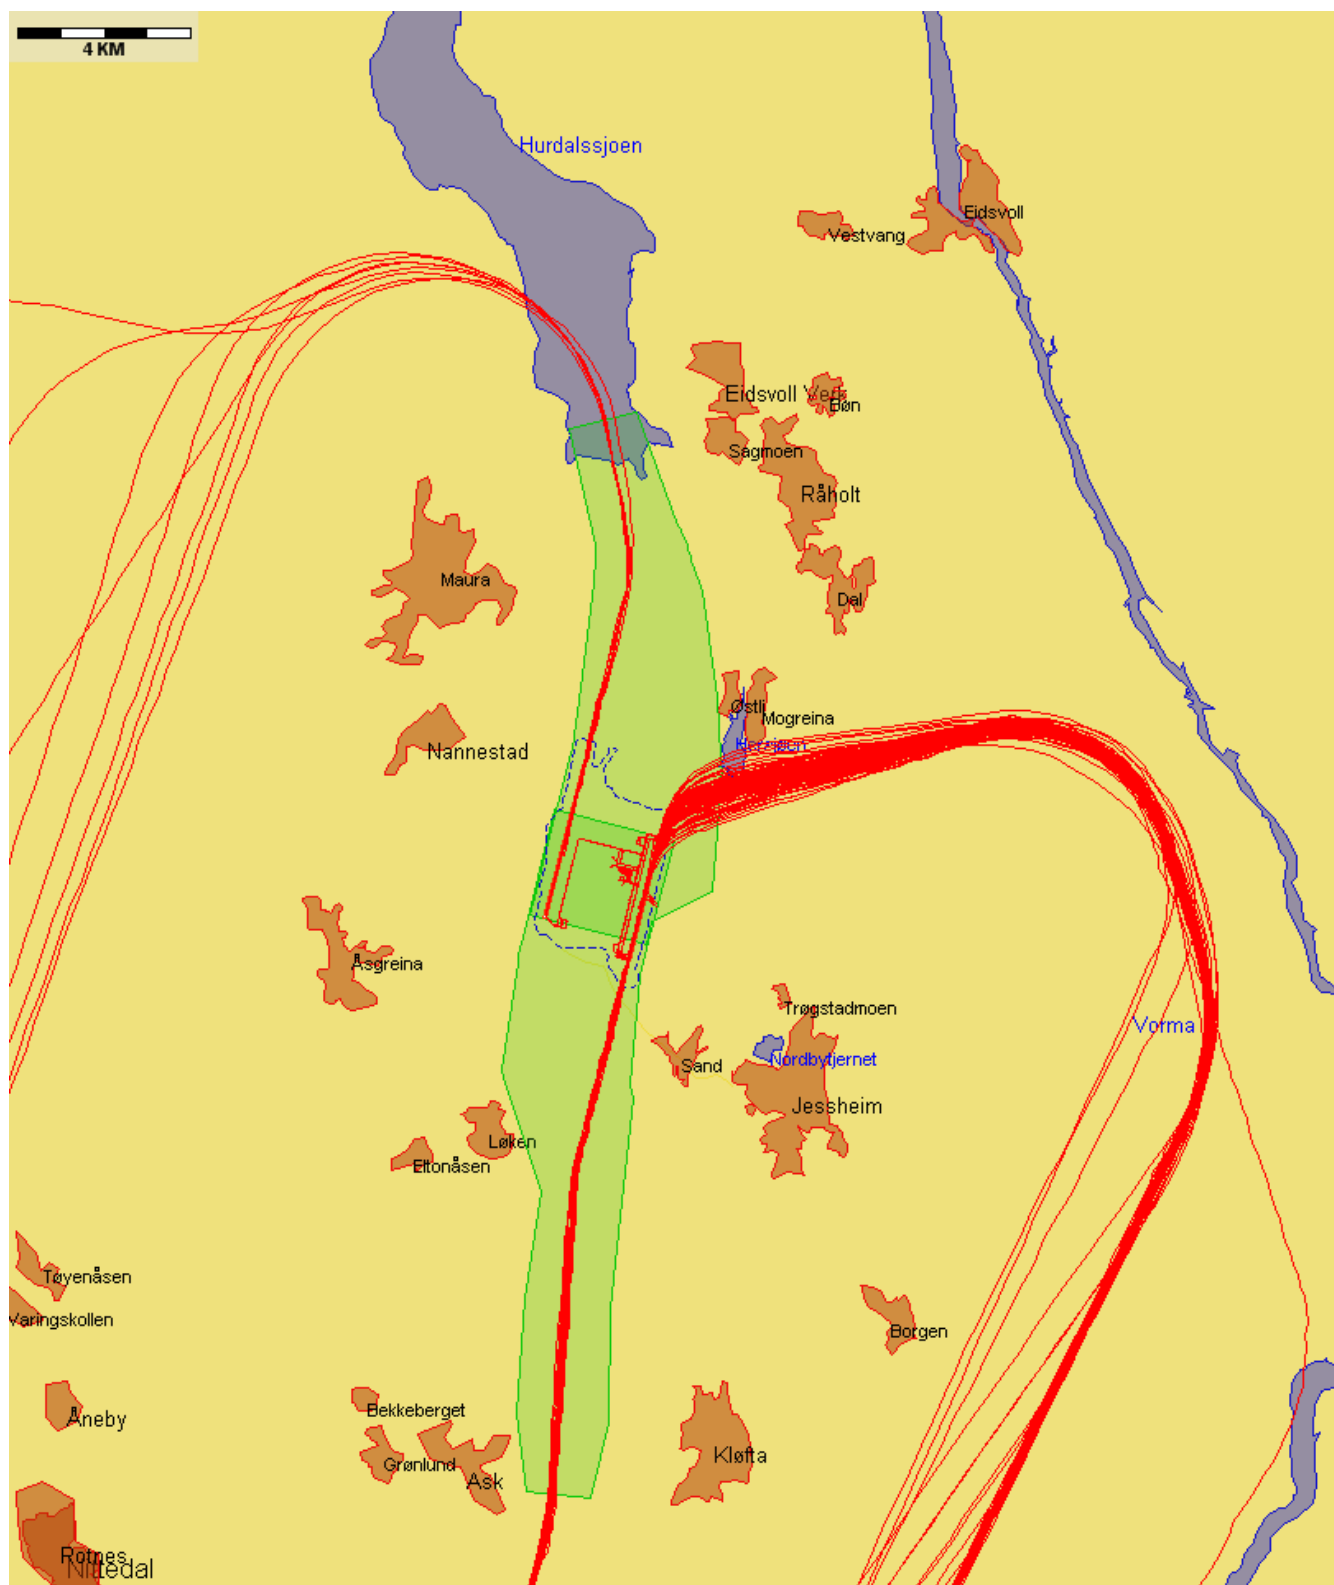 4 KM
Hurdalssjoen
Eidsvoll
Vestvang
Eidsvoll Verk
Bøn
Sagmoen
Råholt
Maura
Dal
Østli
Mogreina
Nannestad
Hersjoen
Åsgreina
Trøgstadmoen
Vorma
Nordbytjernet
Sand
Jessheim
Løken
Eltonåsen
Tøyenåsen
Varingskollen
Borgen
Bekkeberget
Åneby
Kløfta
Grønlund
Ask
Rotnes
Nittedal